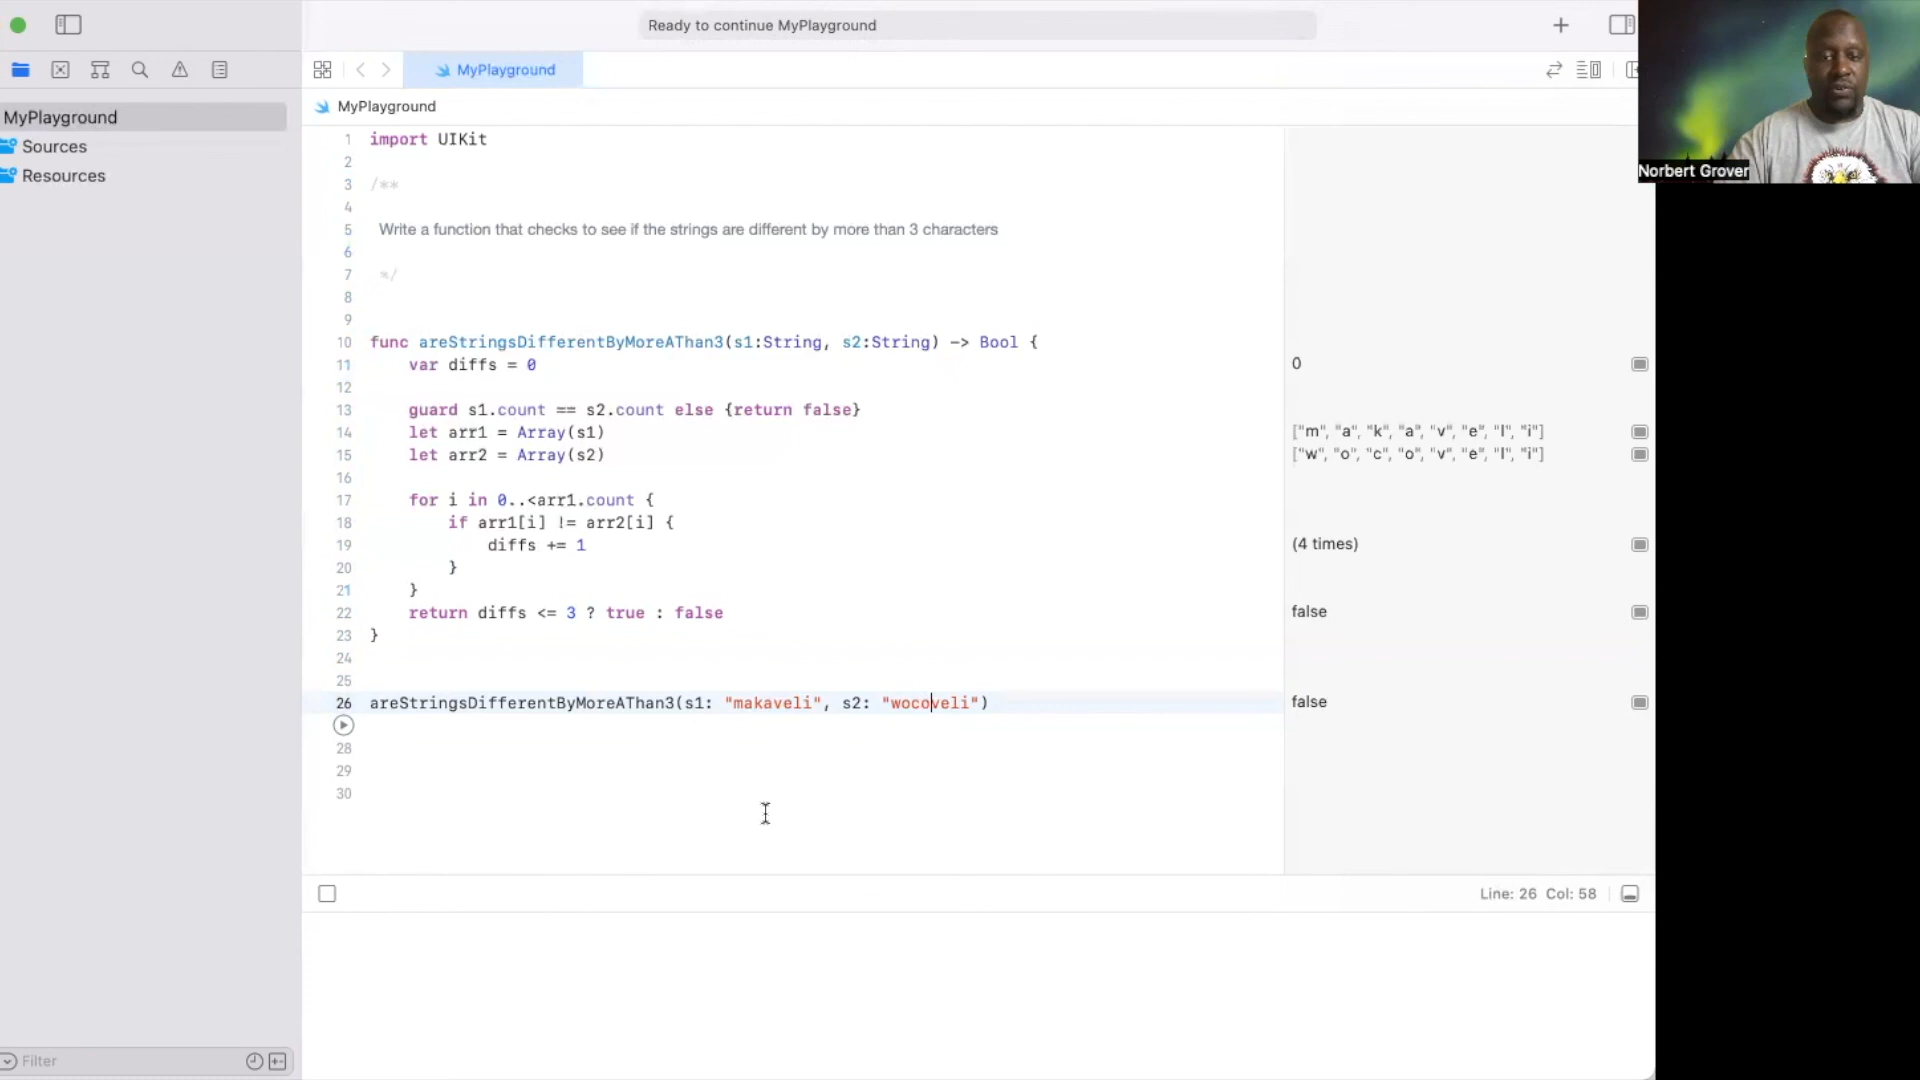 Ready to continue MyPlayground
MyPlayground
MyPlayground
MyPlayground
Sources
Resources
Norbert Grover
1 import UIKit
2
3 /**
4
5 Write a function that checks to see if the strings are different by more than 3 characters
6
7 */
8
9
10 func areStringsDifferentByMoreAThan3(s1:String, s2:String) -> Bool {
11 var diffs = 0 0
12
13 guard s1.count == s2.count else {return false}
14 let arr1 = Array(s1) ["m", "a", "k", "a", "v", "e", "l", "i"]
15 let arr2 = Array(s2) ["w", "o", "c", "o", "v", "e", "l", "i"]
16
17 for i in 0..<arr1.count {
18 if arr1[i] != arr2[i] {
19 diffs += 1 (4 times)
20 }
21 }
22 return diffs <= 3 ? true : false false
23 }
24
25
26 areStringsDifferentByMoreAThan3(s1: "makaveli", s2: "wocoveli") false
28
29
30
Line: 26 Col: 58
Filter